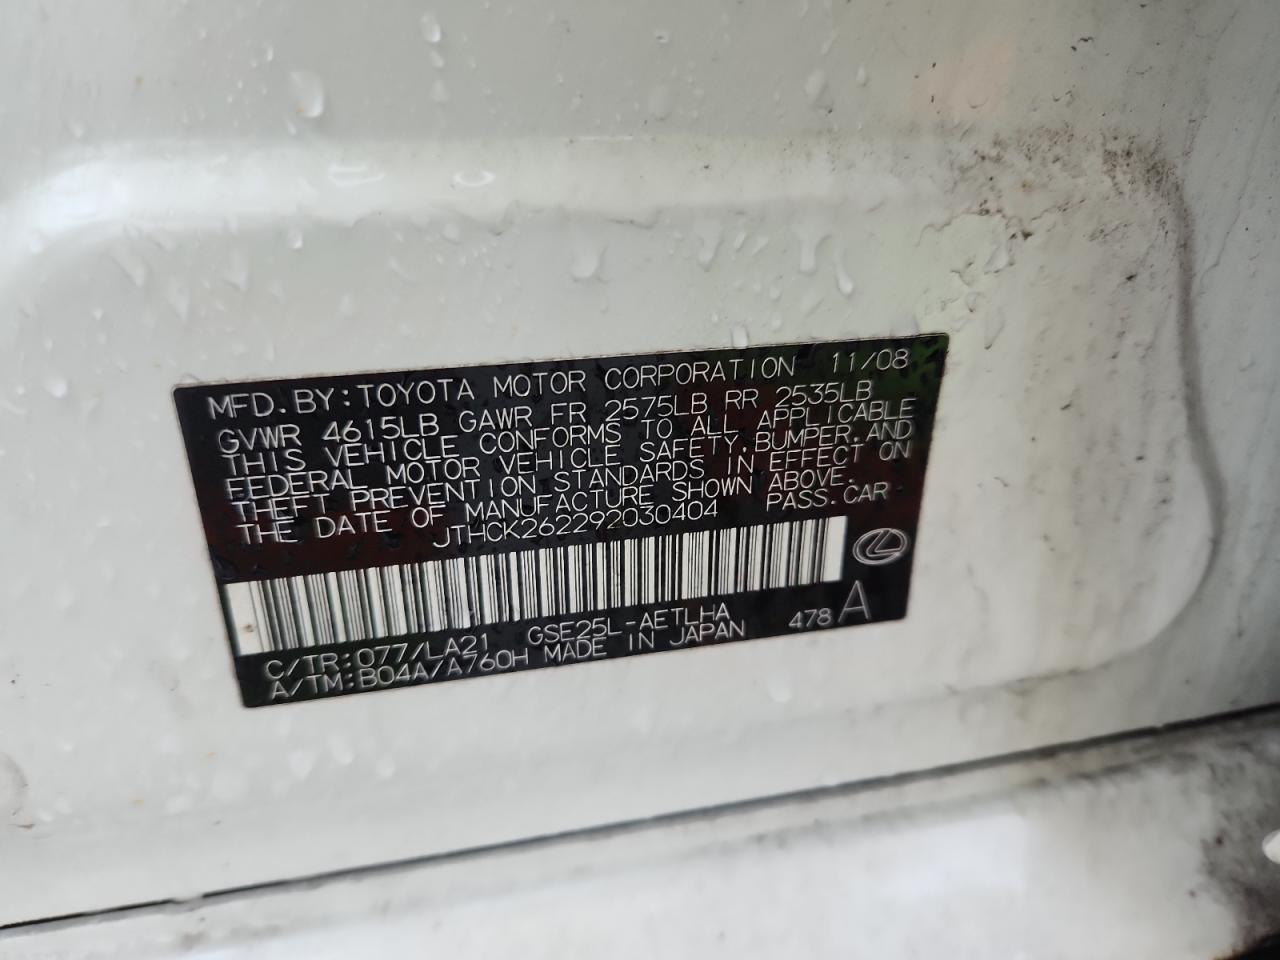 MFD.BY:TOYOTA MOTOR CORPORATION 11/08
GVWR 4615LB GAWR FR 2575LB RR 2535LB
THIS VEHICLE CONFORMS TO ALL APPLICABLE
FEDERAL MOTOR VEHICLE SAFETY,BUMPER,AND
THEFT PREVENTION STANDARDS IN EFFECT ON
THE DATE OF MANUFACTURE SHOWN ABOVE.
JTHCK262292030404 PASS.CAR
C/TR:077/LA21 GSE25L-AETLHA 478 A
A/TM:B04A/A760H MADE IN JAPAN